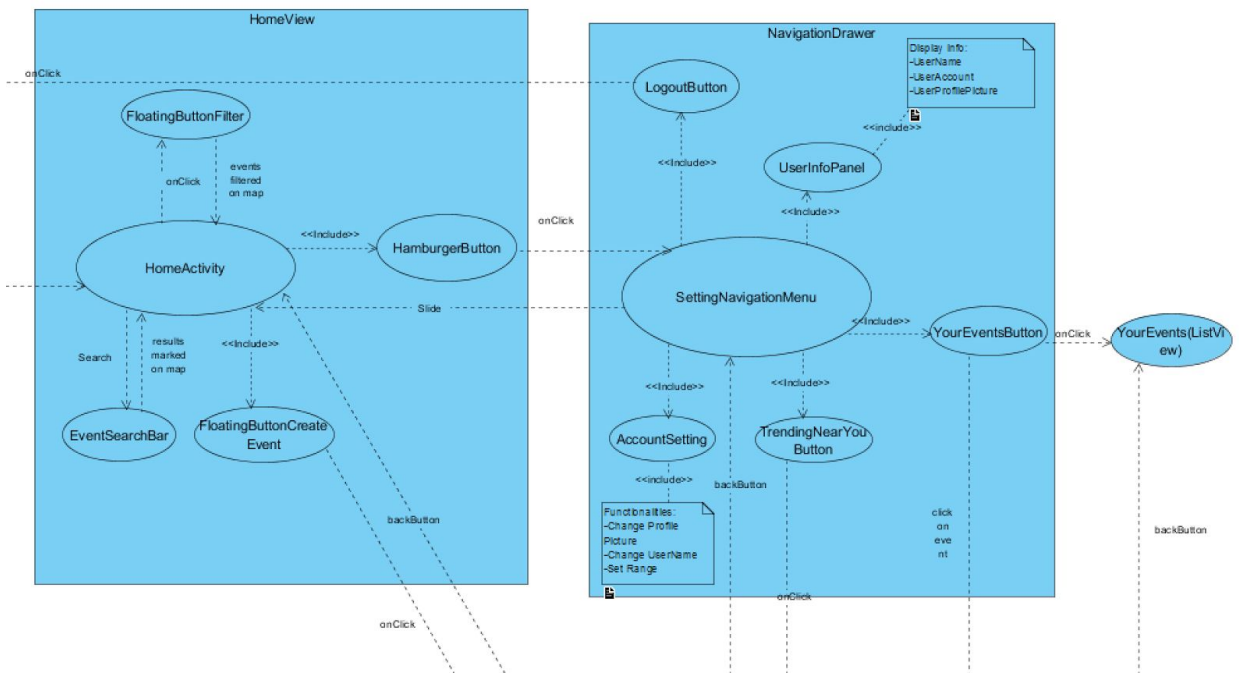 HomeView
onClick
FloatingButtonFilter
onClick
events
filtered
on map
<<Include>>
HamburgerButton
HomeActivity
Search
results
marked
on map
<<Include>>
EventSearchBar
FloatingButtonCreate
Event
backButton
onClick
onClick
Slide
NavigationDrawer
Display Info:
-UserName
-UserAccount
-UserProfilePicture
LogoutButton
<<include>>
<<Include>>
UserInfoPanel
<<Include>>
SettingNavigationMenu
<<Include>>
YourEventsButton
onClick
YourEvents(ListVi
ew)
<<Include>>
<<Include>>
AccountSetting
TrendingNearYou
Button
<<include>>
backButton
Functionalities:
-Change Profile
Picture
-Change UserName
-Set Range
click
on
eve
nt
backButton
onClick